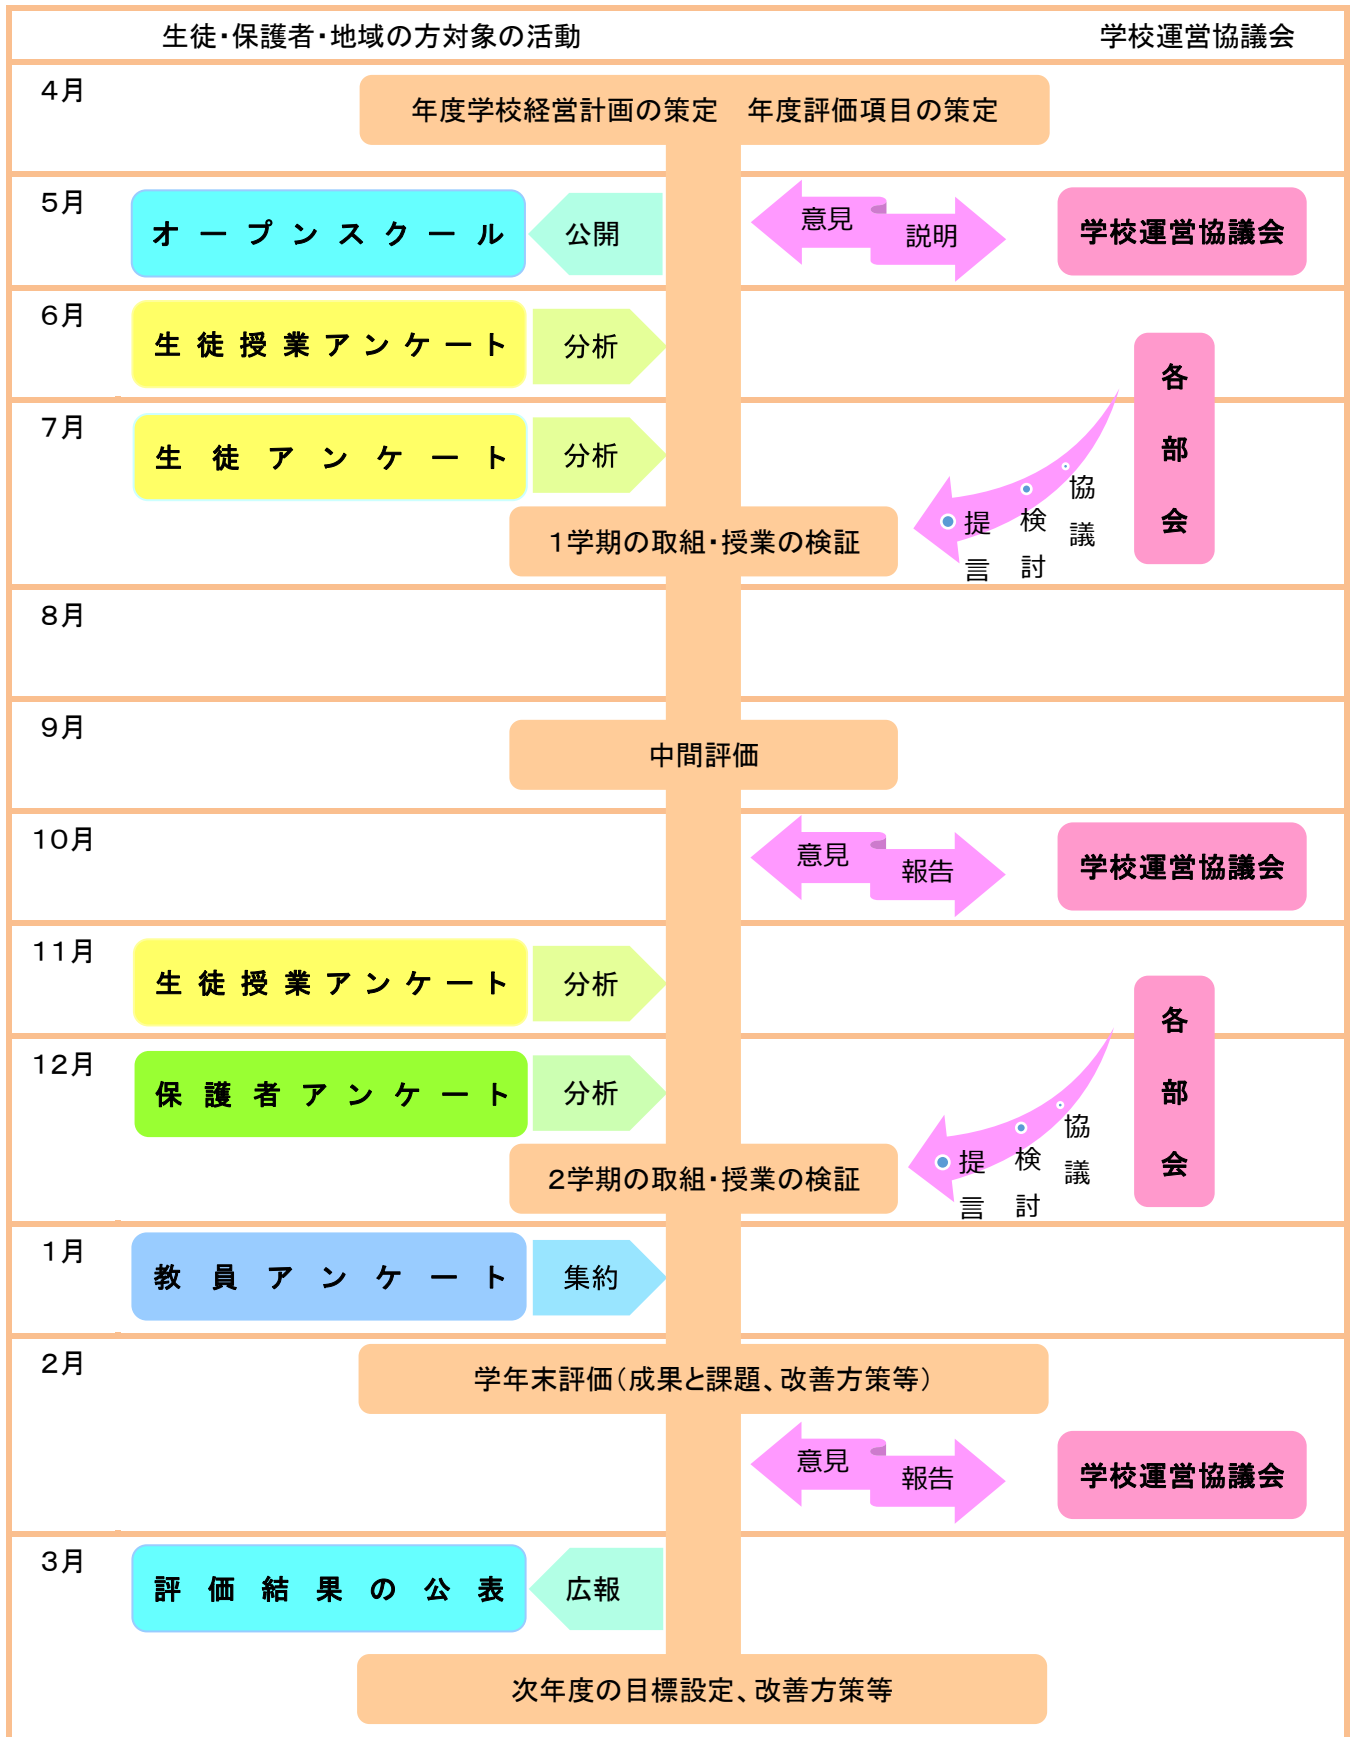 生徒・保護者・地域の方対象の活動
学校運営協議会
４月
年度学校経営計画の策定　年度評価項目の策定
５月
オープンスクール
公開
意見
説明
学校運営協議会
６月
生徒授業アンケート
分析
各部会
７月
生徒アンケート
分析
協議
検討
提言
１学期の取組・授業の検証
８月
９月
中間評価
１０月
意見
報告
学校運営協議会
１１月
生徒授業アンケート
分析
各部会
１２月
保護者アンケート
分析
協議
検討
提言
２学期の取組・授業の検証
１月
教員アンケート
集約
２月
学年末評価（成果と課題、改善方策等）
意見
報告
学校運営協議会
３月
評価結果の公表
広報
次年度の目標設定、改善方策等